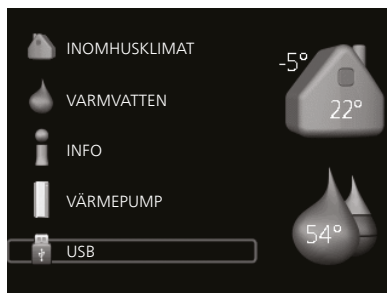 INOMHUSKLIMAT
-5°
22°
VARMVATTEN
INFO
VÄRMEPUMP
54°
USB